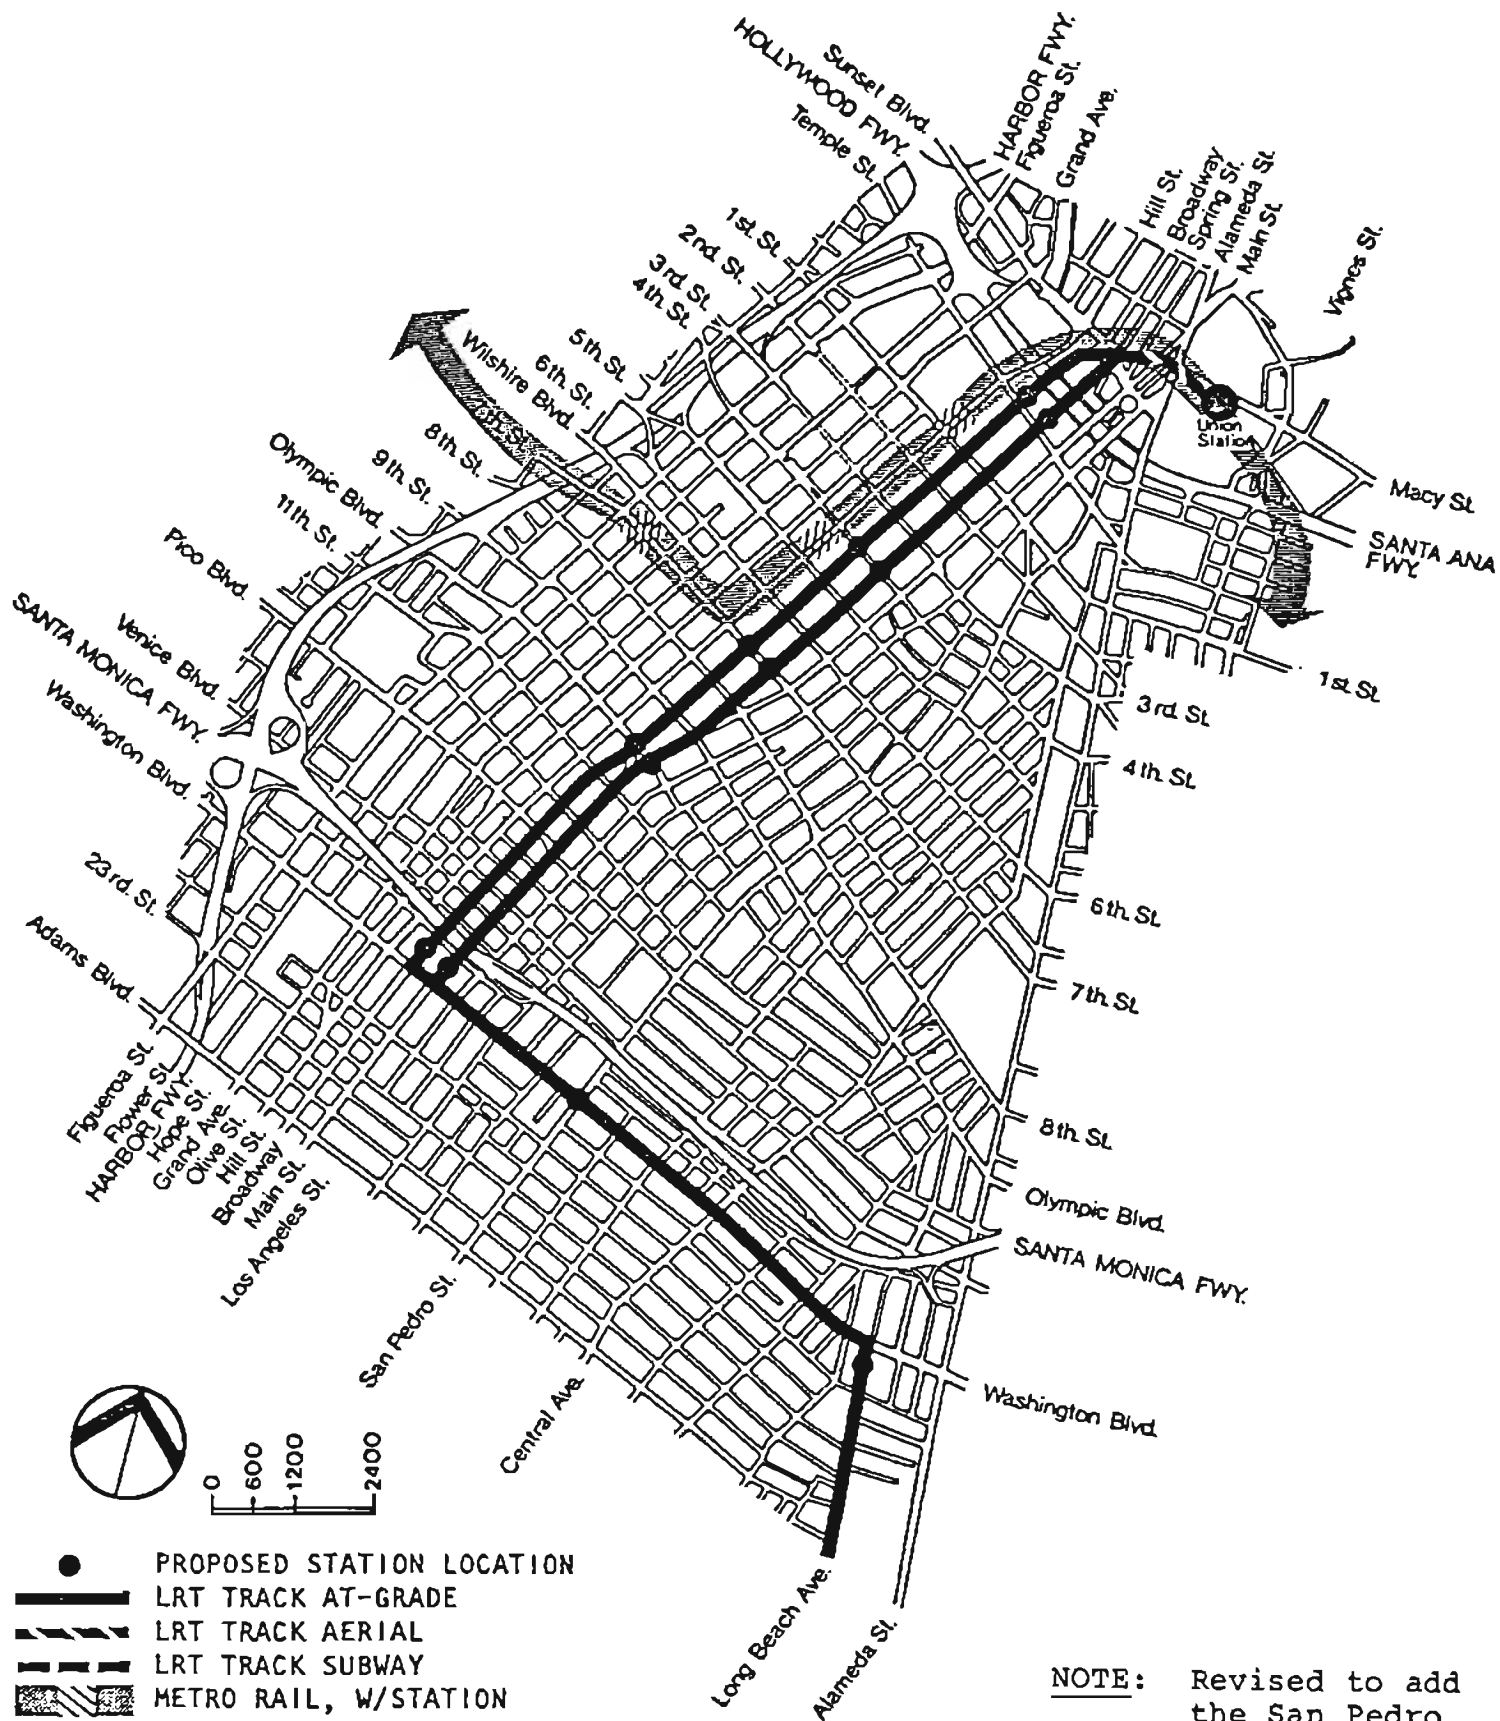 HOLLYWOOD FWY.
Sunset Blvd.
HARBOR FWY.
Figueroa St.
Grand Ave.
Temple St.
Hill St.
Broadway
Spring St.
Alameda St.
Main St.
Vignes St.
1st. St.
2nd. St.
3rd. St.
4th. St.
5th. St.
6th. St.
Wilshire Blvd.
8th. St.
9th. St.
Olympic Blvd.
11th. St.
Pico Blvd.
Venice Blvd.
SANTA MONICA FWY.
Washington Blvd.
23rd. St.
Adams Blvd.
Union
Station
Macy St.
SANTA ANA
FWY.
1st. St.
3rd. St.
4th. St.
6th. St.
7th. St.
8th. St.
Olympic Blvd.
SANTA MONICA FWY.
Washington Blvd.
Figueroa St.
Flower St.
HARBOR FWY.
Hope St.
Grand Ave.
Olive St.
Hill St.
Broadway
Main St.
Los Angeles St.
San Pedro St.
Central Ave.
Long Beach Ave.
Alameda St.
0 600 1200 2400
PROPOSED STATION LOCATION
LRT TRACK AT-GRADE
LRT TRACK AERIAL
LRT TRACK SUBWAY
METRO RAIL, W/STATION
NOTE: Revised to add
the San Pedro